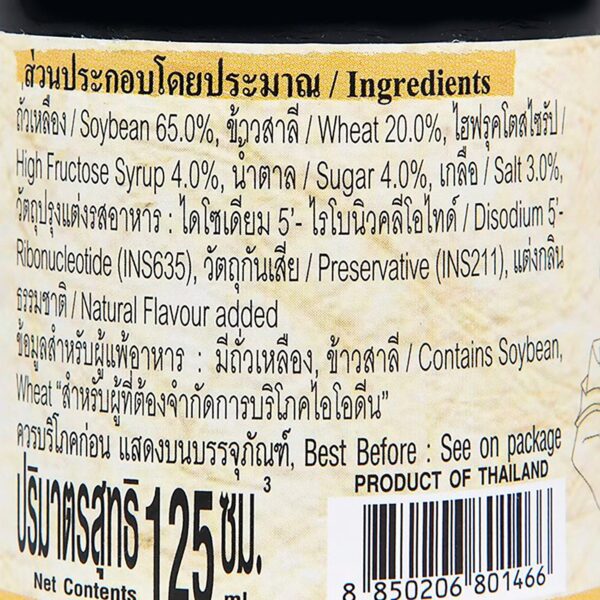 ส่วนประกอบโดยประมาณ / Ingredients
ถั่วเหลือง / Soybean 65.0%, ข้าวสาลี / Wheat 20.0%, ไฮฟรุคโตสไซรัป /
High Fructose Syrup 4.0%, น้ำตาล / Sugar 4.0%, เกลือ / Salt 3.0%,
วัตถุปรุงแต่งรสอาหาร : ไดโซเดียม 5’- ไรโบนิวคลีโอไทด์ / Disodium 5’-
Ribonucleotide (INS635), วัตถุกันเสีย / Preservative (INS211), แต่งกลิ่น
ธรรมชาติ / Natural Flavour added
ข้อมูลสำหรับผู้แพ้อาหาร : มีถั่วเหลือง, ข้าวสาลี / Contains Soybean,
Wheat “สำหรับผู้ที่ต้องจำกัดการบริโภคไอโอดีน”
ควรบริโภคก่อน แสดงบนบรรจุภัณฑ์, Best Before : See on package
PRODUCT OF THAILAND
ปริมาตรสุทธิ 125 ซม.³
Net Contents ml
8 850206 801466